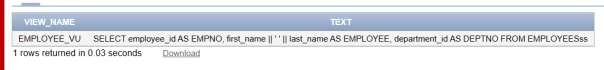 VIEW_NAME TEXT
EMPLOYEE_VU SELECT employee_id AS EMPNO, first_name || ' ' || last_name AS EMPLOYEE, department_id AS DEPTNO FROM EMPLOYEESss
1 rows returned in 0.03 seconds Download